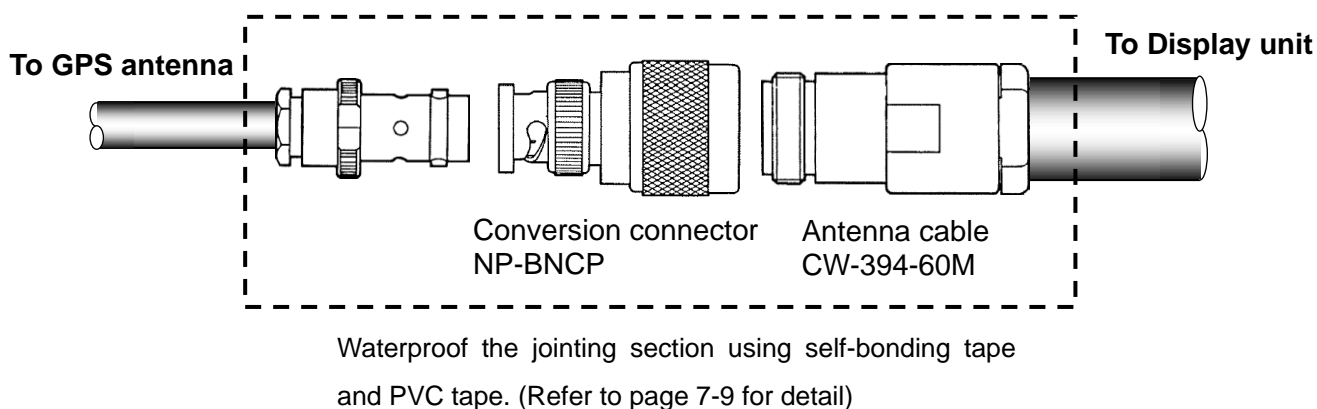 To GPS antenna
To Display unit
Conversion connector
NP-BNCP
Antenna cable
CW-394-60M
Waterproof the jointing section using self-bonding tape
and PVC tape. (Refer to page 7-9 for detail)